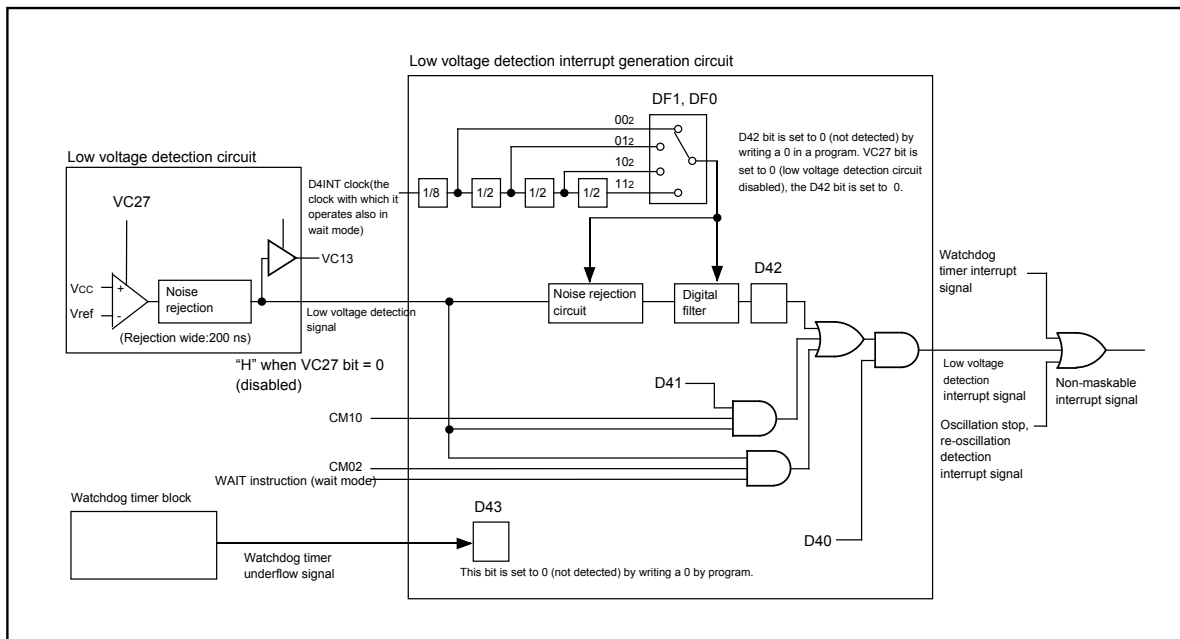 Low voltage detection interrupt generation circuit
DF1, DF0
002
012
102
112
D42 bit is set to 0 (not detected) by
writing a 0 in a program. VC27 bit is
set to 0 (low voltage detection circuit
disabled), the D42 bit is set to 0.
Low voltage detection circuit
D4INT clock(the
clock with which it
operates also in
wait mode)
1/8
1/2
1/2
1/2
VC27
VC13
VCC
+
Vref
-
Noise
rejection
(Rejection wide:200 ns)
Low voltage detection
signal
"H" when VC27 bit = 0
(disabled)
Noise rejection
circuit
Digital
filter
D42
Watchdog
timer interrupt
signal
D41
CM10
CM02
WAIT instruction (wait mode)
Low voltage
detection
interrupt signal
Non-maskable
interrupt signal
Oscillation stop,
re-oscillation
detection
interrupt signal
Watchdog timer block
Watchdog timer
underflow signal
D43
D40
This bit is set to 0 (not detected) by writing a 0 by program.